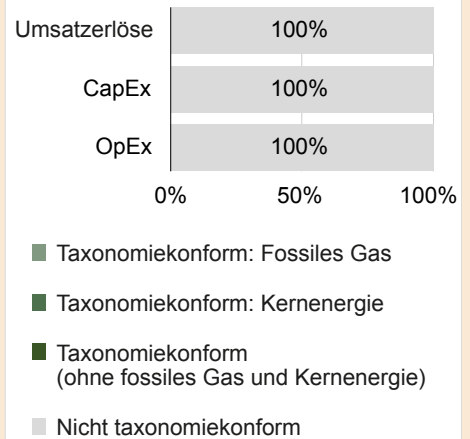 Umsatzerlöse 100%
CapEx 100%
OpEx 100%
0% 50% 100%
Taxonomiekonform: Fossiles Gas
Taxonomiekonform: Kernenergie
Taxonomiekonform
(ohne fossiles Gas und Kernenergie)
Nicht taxonomiekonform